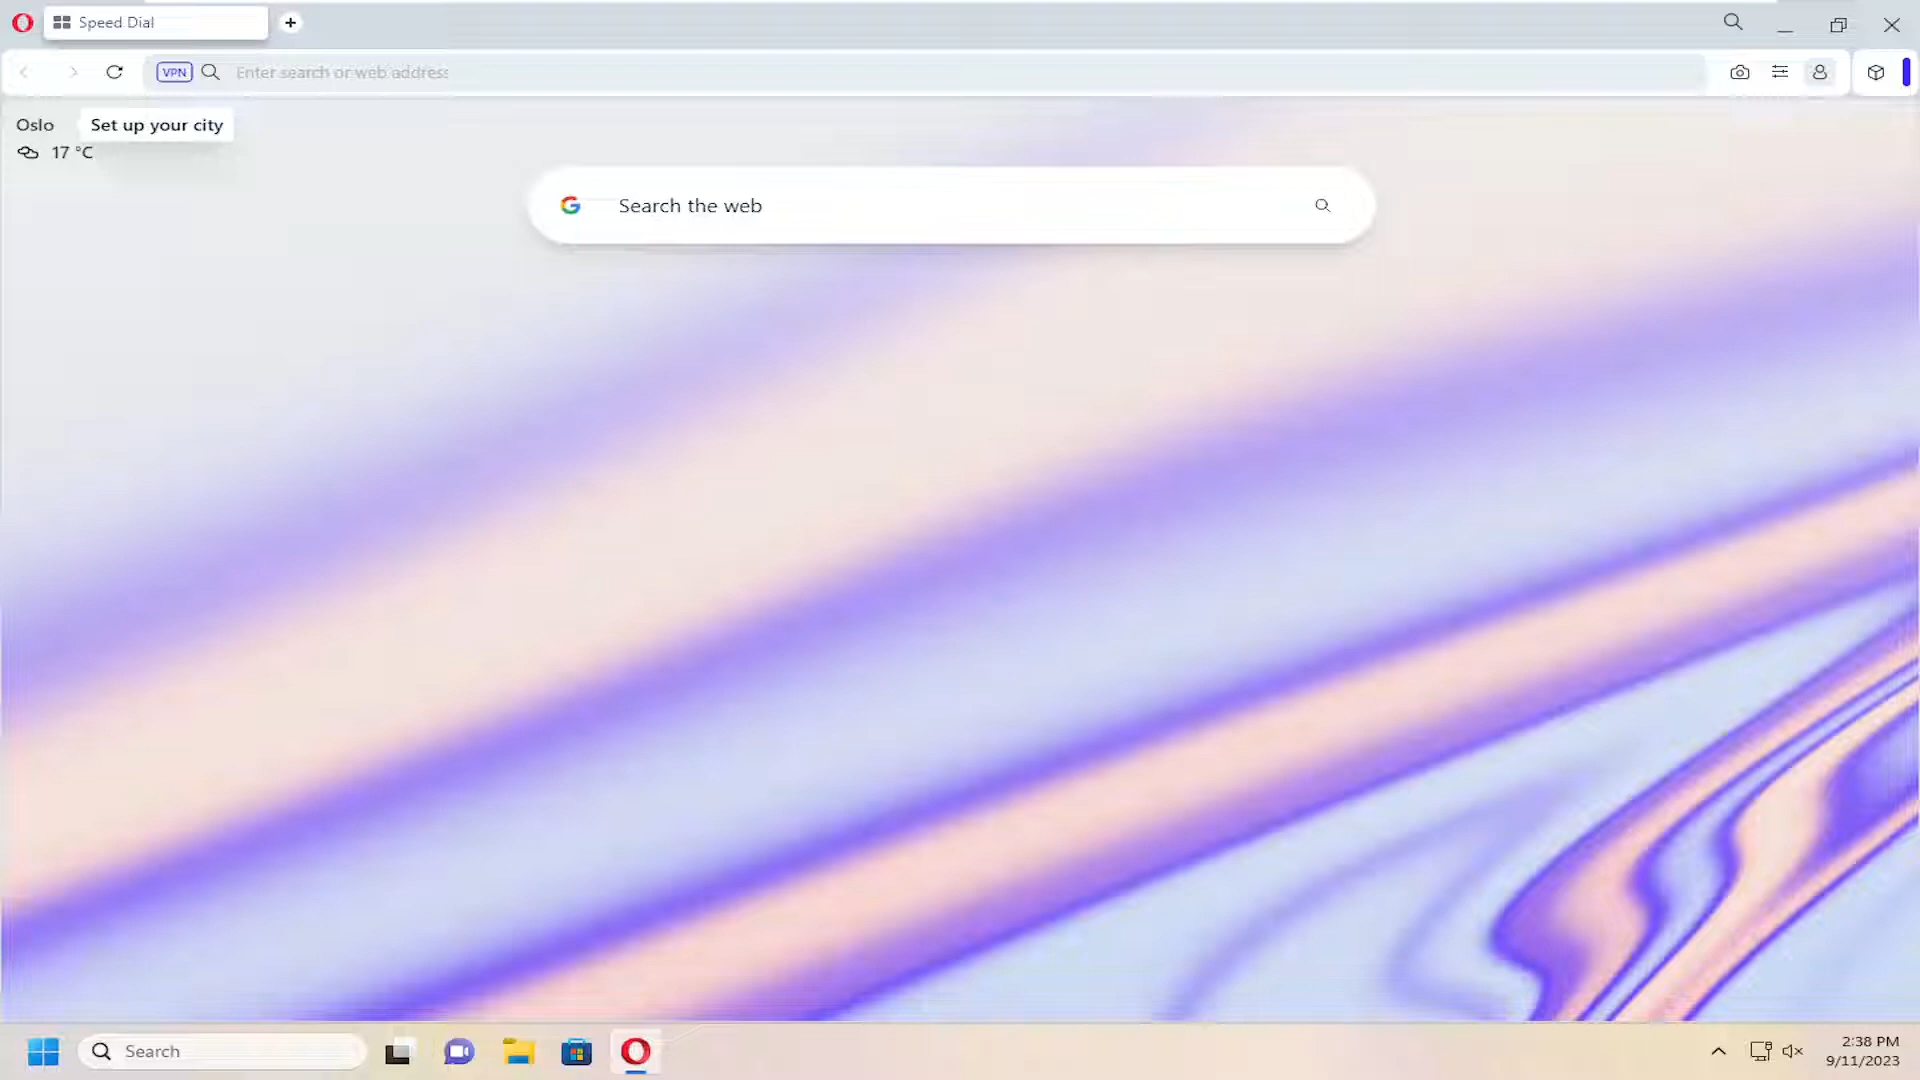 Speed Dial
VPN
Enter search or web address
Oslo
Set up your city
17 °C
Search the web
Search
2:38 PM
9/11/2023